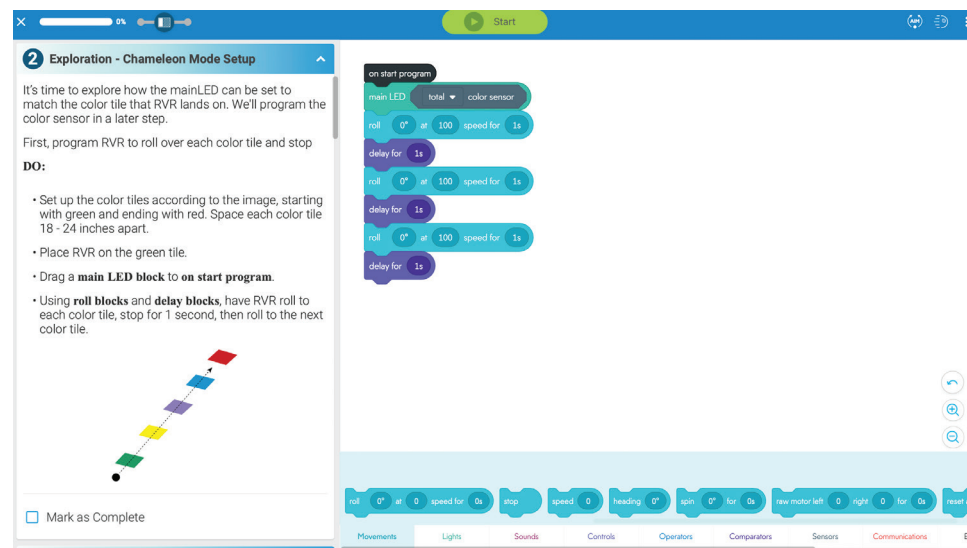 0%
Start
2 Exploration - Chameleon Mode Setup
It's time to explore how the mainLED can be set to
match the color tile that RVR lands on. We'll program the
color sensor in a later step.
First, program RVR to roll over each color tile and stop
DO:
• Set up the color tiles according to the image, starting
with green and ending with red. Space each color tile
18 - 24 inches apart.
• Place RVR on the green tile.
• Drag a main LED block to on start program.
• Using roll blocks and delay blocks, have RVR roll to
each color tile, stop for 1 second, then roll to the next
color tile.
Mark as Complete
on start program
main LED total color sensor
roll 0° at 100 speed for 1s
delay for 1s
roll 0° at 100 speed for 1s
delay for 1s
roll 0° at 100 speed for 1s
delay for 1s
roll 0° at 0 speed for 0s stop speed 0 heading 0° spin 0° for 0s raw motor left 0 right 0 for 0s reset
Movements Lights Sounds Controls Operators Comparators Sensors Communications